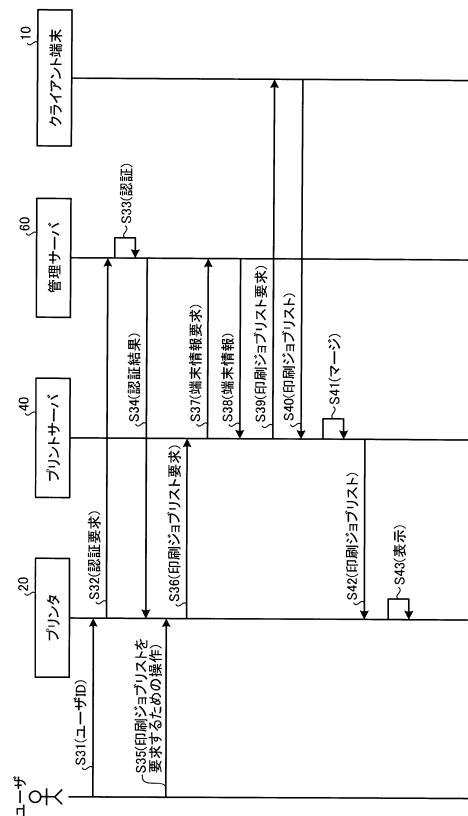 ユーザ
20
プリンタ
40
プリントサーバ
60
管理サーバ
10
クライアント端末
S31(ユーザID)
S32(認証要求)
S33(認証)
S34(認証結果)
S35(印刷ジョブリストを
要求するための操作)
S36(印刷ジョブリスト要求)
S37(端末情報要求)
S38(端末情報)
S39(印刷ジョブリスト要求)
S40(印刷ジョブリスト)
S41(マージ)
S42(印刷ジョブリスト)
S43(表示)